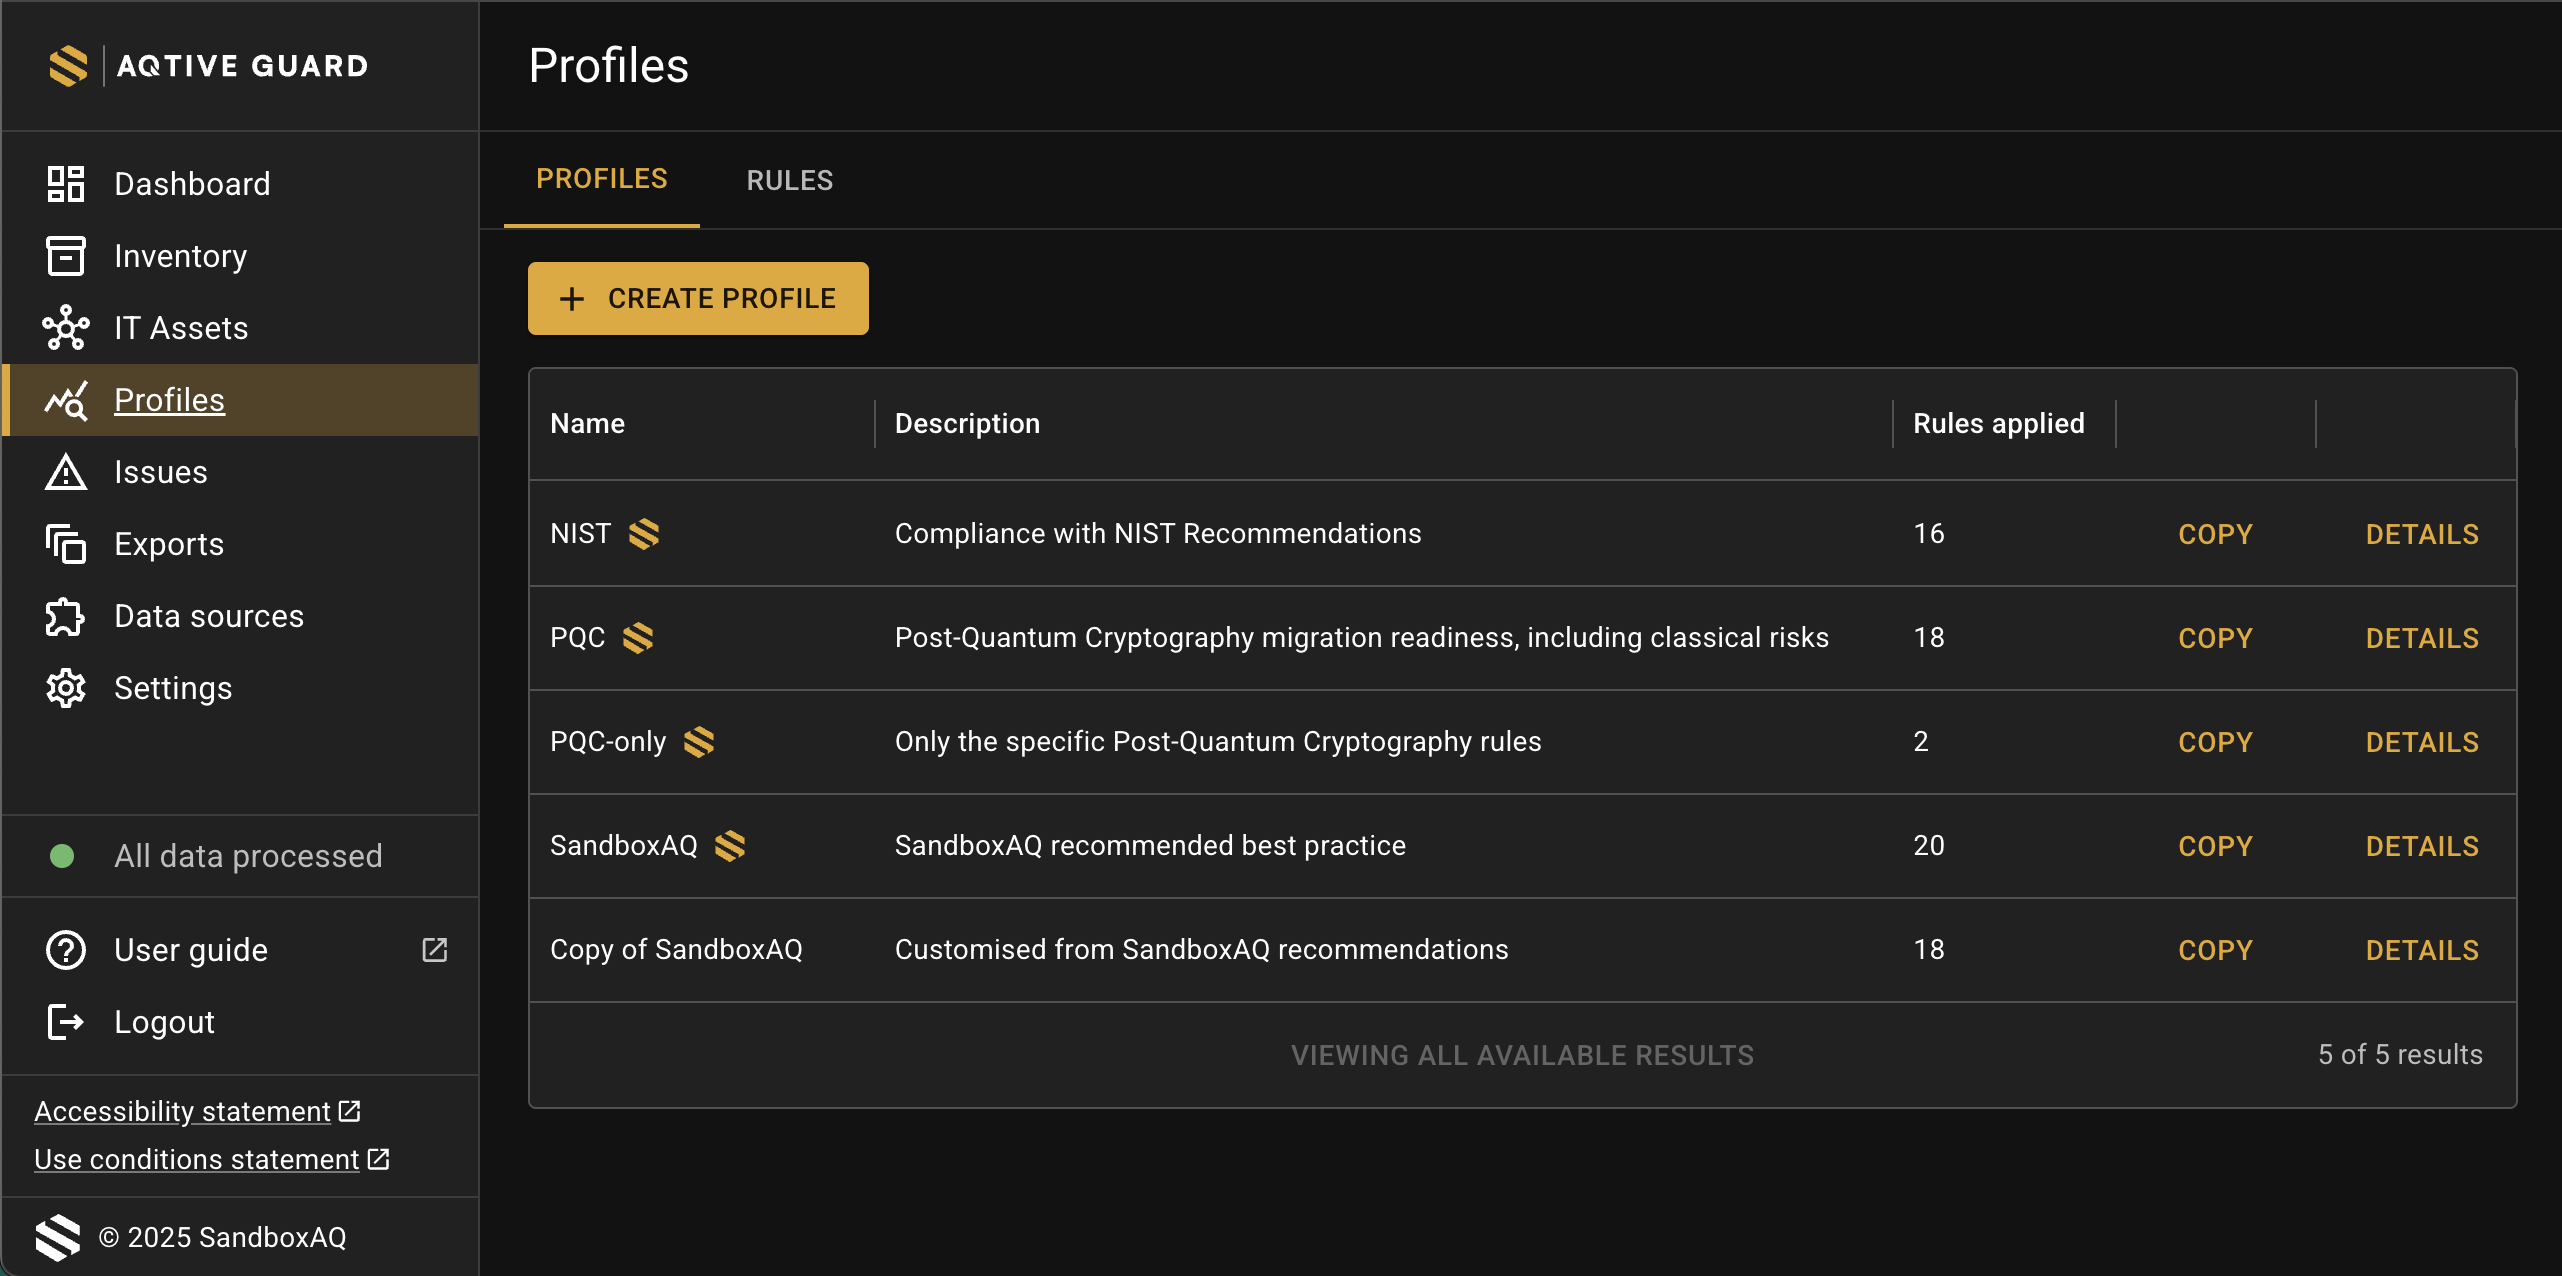 AQTIVE GUARD
Dashboard
Inventory
IT Assets
Profiles
Issues
Exports
Data sources
Settings
All data processed
User guide
Logout
Accessibility statement
Use conditions statement
© 2025 SandboxAQ
Profiles
PROFILES RULES
+ CREATE PROFILE
Name Description Rules applied
NIST Compliance with NIST Recommendations 16 COPY DETAILS
PQC Post-Quantum Cryptography migration readiness, including classical risks 18 COPY DETAILS
PQC-only Only the specific Post-Quantum Cryptography rules 2 COPY DETAILS
SandboxAQ SandboxAQ recommended best practice 20 COPY DETAILS
Copy of SandboxAQ Customised from SandboxAQ recommendations 18 COPY DETAILS
VIEWING ALL AVAILABLE RESULTS 5 of 5 results